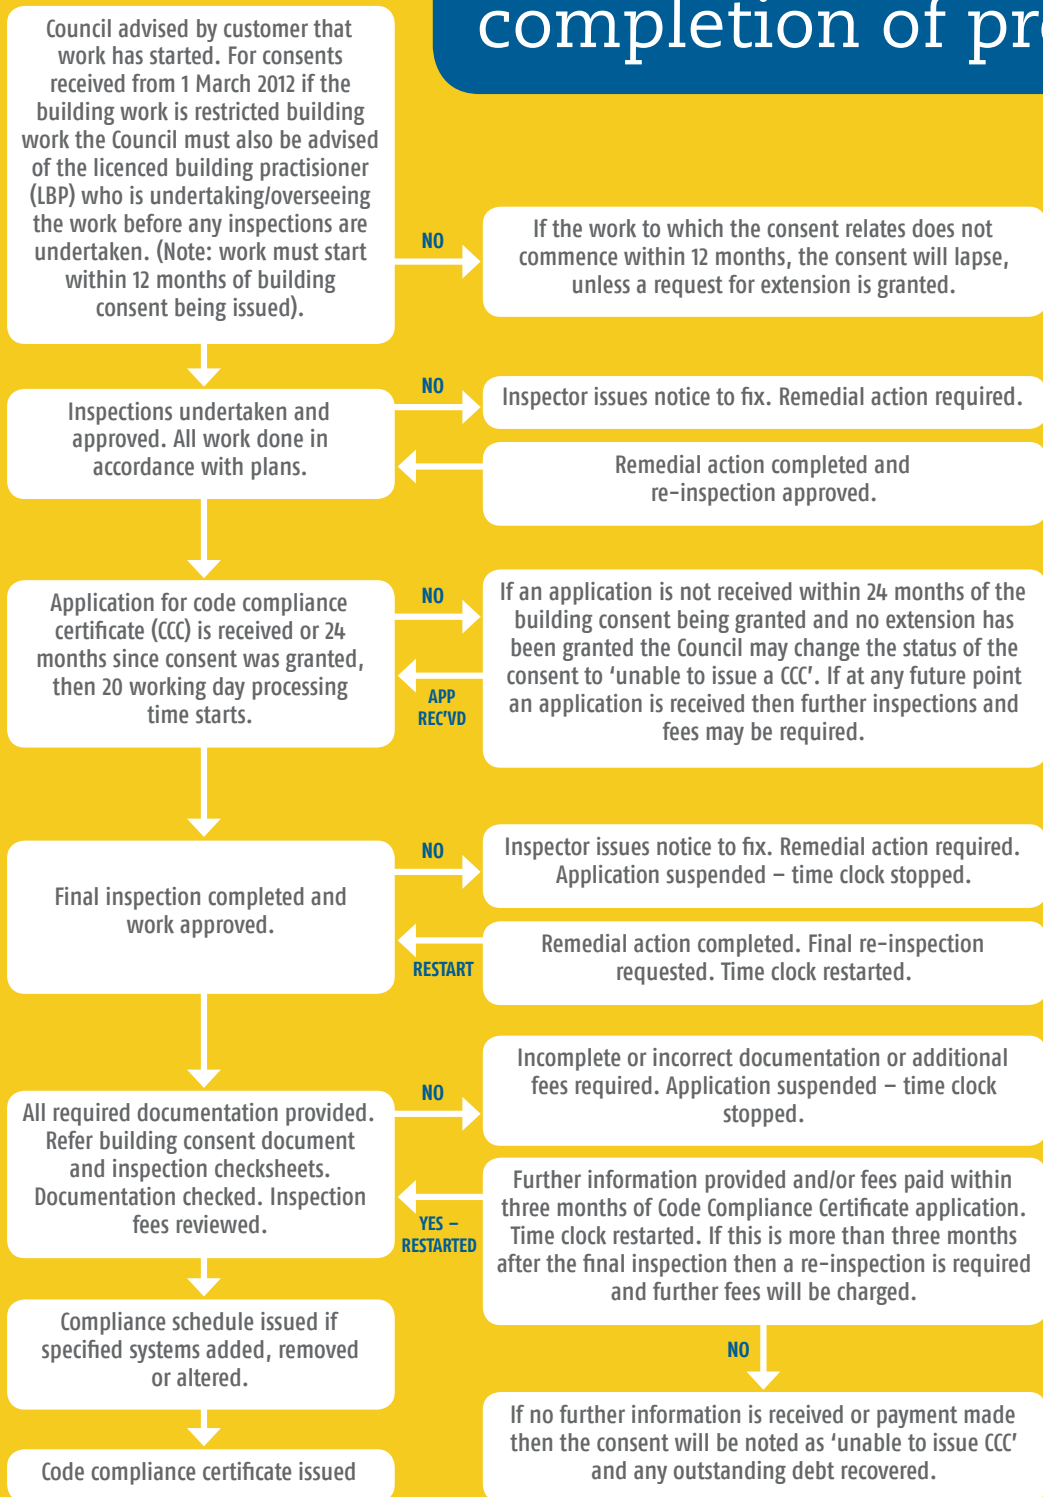 completion of pr
Council advised by customer that
work has started. For consents
received from 1 March 2012 if the
building work is restricted building
work the Council must also be advised
of the licenced building practisioner
(LBP) who is undertaking/overseeing
the work before any inspections are
undertaken. (Note: work must start
within 12 months of building
consent being issued).
NO
If the work to which the consent relates does not
commence within 12 months, the consent will lapse,
unless a request for extension is granted.
Inspections undertaken and
approved. All work done in
accordance with plans.
NO
Inspector issues notice to fix. Remedial action required.
Remedial action completed and
re-inspection approved.
Application for code compliance
certificate (CCC) is received or 24
months since consent was granted,
then 20 working day processing
time starts.
NO
APP
REC'VD
If an application is not received within 24 months of the
building consent being granted and no extension has
been granted the Council may change the status of the
consent to 'unable to issue a CCC'. If at any future point
an application is received then further inspections and
fees may be required.
Final inspection completed and
work approved.
NO
Inspector issues notice to fix. Remedial action required.
Application suspended – time clock stopped.
RESTART
Remedial action completed. Final re-inspection
requested. Time clock restarted.
All required documentation provided.
Refer building consent document
and inspection checksheets.
Documentation checked. Inspection
fees reviewed.
NO
Incomplete or incorrect documentation or additional
fees required. Application suspended – time clock
stopped.
YES –
RESTARTED
Further information provided and/or fees paid within
three months of Code Compliance Certificate application.
Time clock restarted. If this is more than three months
after the final inspection then a re-inspection is required
and further fees will be charged.
Compliance schedule issued if
specified systems added, removed
or altered.
NO
If no further information is received or payment made
then the consent will be noted as 'unable to issue CCC'
and any outstanding debt recovered.
Code compliance certificate issued